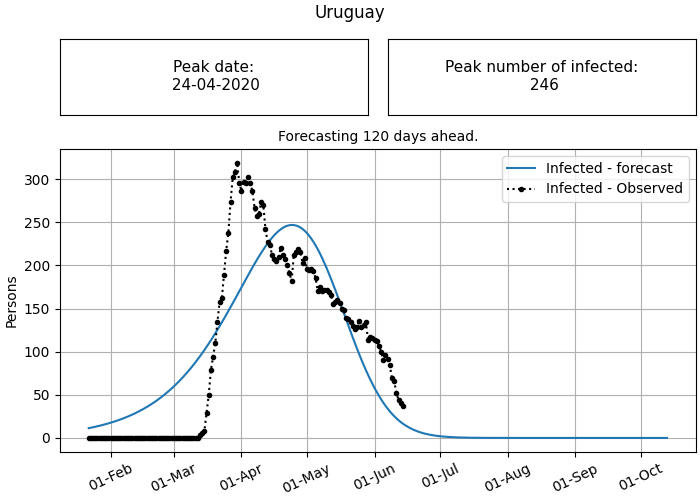 Uruguay
Peak date:
24-04-2020
Peak number of infected:
246
Forecasting 120 days ahead.
Infected - forecast
Infected - Observed
Persons
300
250
200
150
100
50
0
01-Feb
01-Mar
01-Apr
01-May
01-Jun
01-Jul
01-Aug
01-Sep
01-Oct